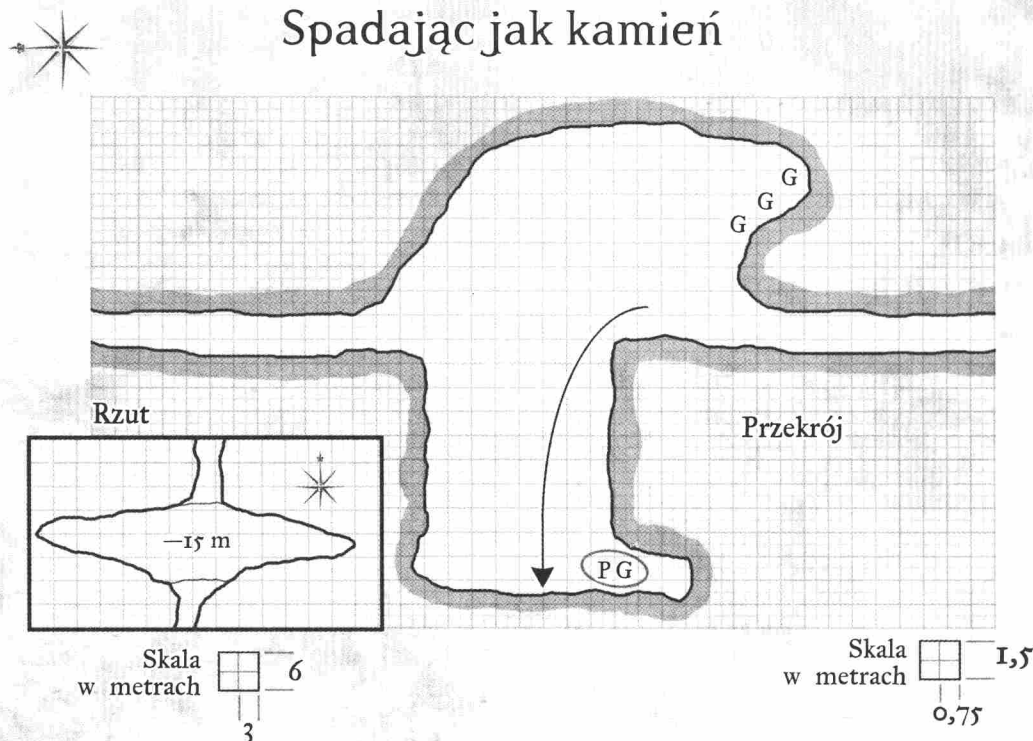 Spadając jak kamień
G
G
G
Rzut
Przekrój
—15 m
P G
Skala
w metrach
6
3
Skala
w metrach
1,5
0,75